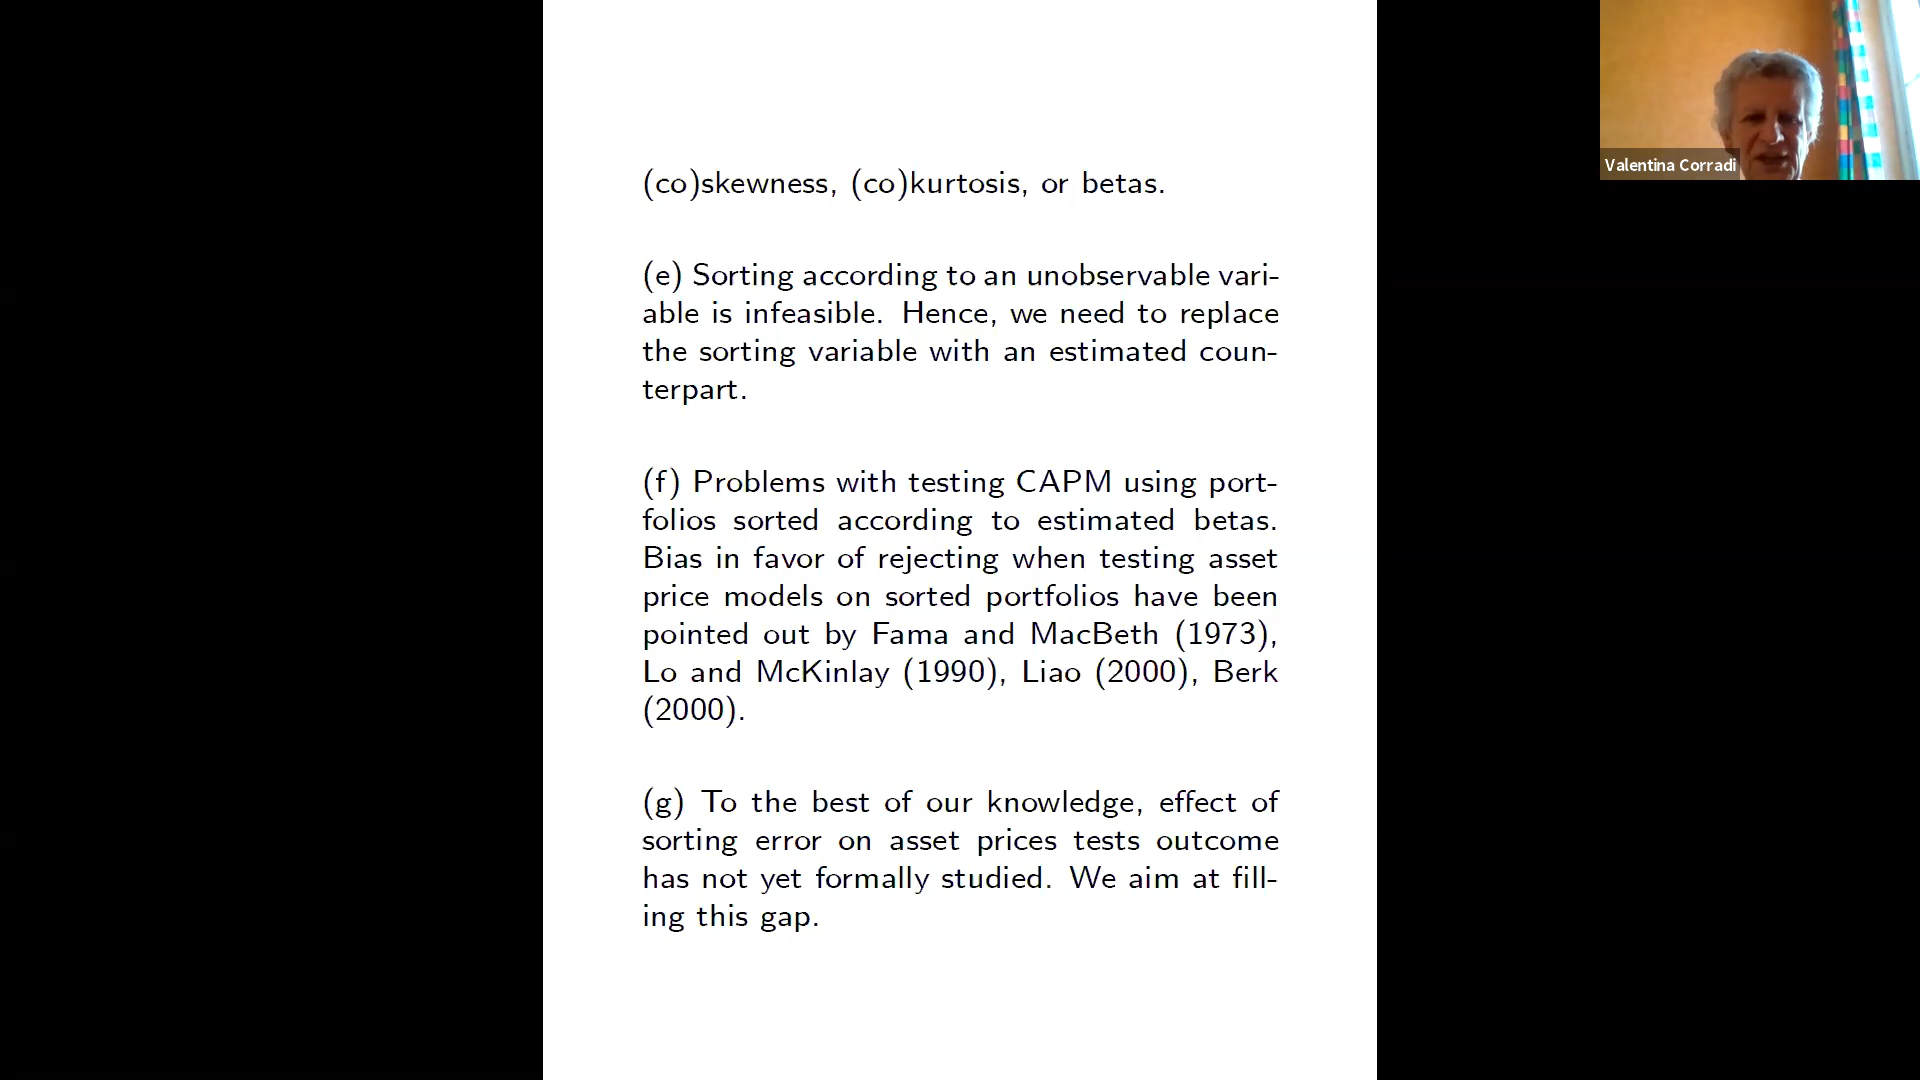 (co)skewness, (co)kurtosis, or betas.
(e) Sorting according to an unobservable vari-
able is infeasible. Hence, we need to replace
the sorting variable with an estimated coun-
terpart.
(f) Problems with testing CAPM using port-
folios sorted according to estimated betas.
Bias in favor of rejecting when testing asset
price models on sorted portfolios have been
pointed out by Fama and MacBeth (1973),
Lo and McKinlay (1990), Liao (2000), Berk
(2000).
(g) To the best of our knowledge, effect of
sorting error on asset prices tests outcome
has not yet formally studied. We aim at fill-
ing this gap.
Valentina Corradi